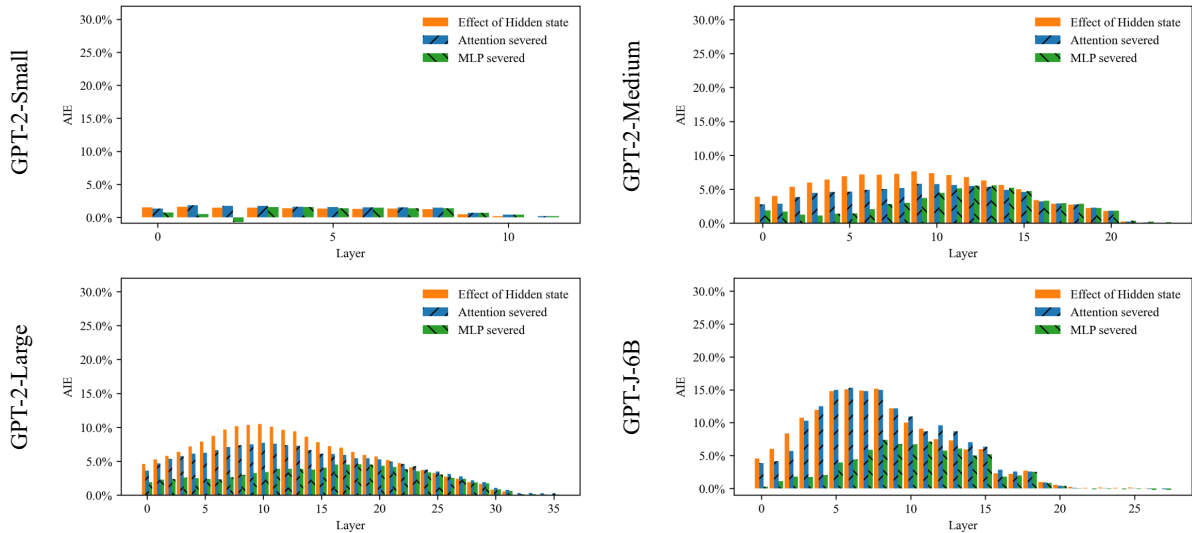 GPT-2-Small
AIE
30.0%
25.0%
20.0%
15.0%
10.0%
5.0%
0.0%
Effect of Hidden state
Attention severed
MLP severed
0 5 10
Layer
GPT-2-Medium
AIE
30.0%
25.0%
20.0%
15.0%
10.0%
5.0%
0.0%
Effect of Hidden state
Attention severed
MLP severed
0 5 10 15 20
Layer
GPT-2-Large
AIE
30.0%
25.0%
20.0%
15.0%
10.0%
5.0%
0.0%
Effect of Hidden state
Attention severed
MLP severed
0 5 10 15 20 25 30 35
Layer
GPT-J-6B
AIE
30.0%
25.0%
20.0%
15.0%
10.0%
5.0%
0.0%
Effect of Hidden state
Attention severed
MLP severed
0 5 10 15 20 25
Layer